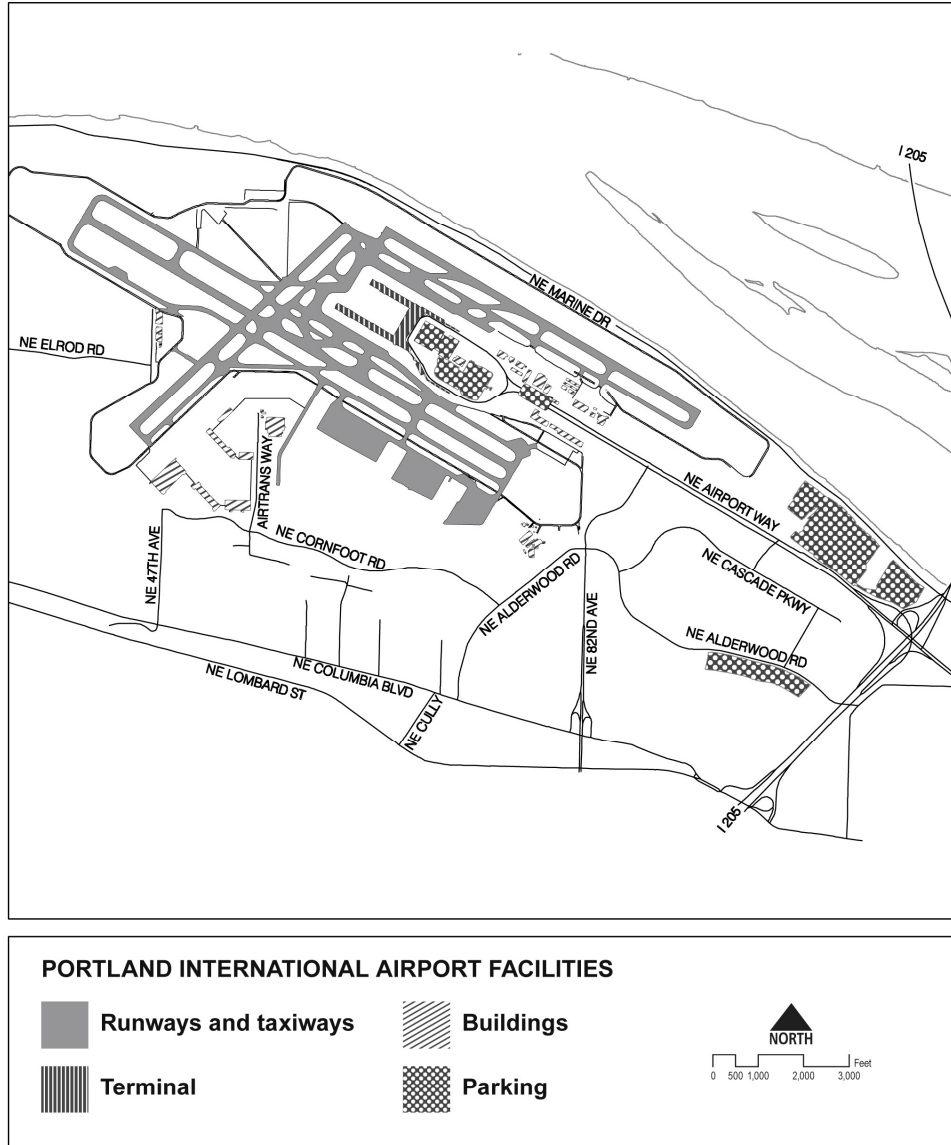 I 205
NE MARINE DR
NE ELROD RD
AIRTRANS WAY
NE AIRPORT WAY
NE 47TH AVE
NE CORNFOOT RD
NE ALDERWOOD RD
NE CASCADE PKWY
NE 82ND AVE
NE ALDERWOOD RD
NE LOMBARD ST
NE COLUMBIA BLVD
NE CULLY
I 205
PORTLAND INTERNATIONAL AIRPORT FACILITIES
Runways and taxiways
Buildings
Terminal
Parking
NORTH
Feet
0 500 1,000 2,000 3,000